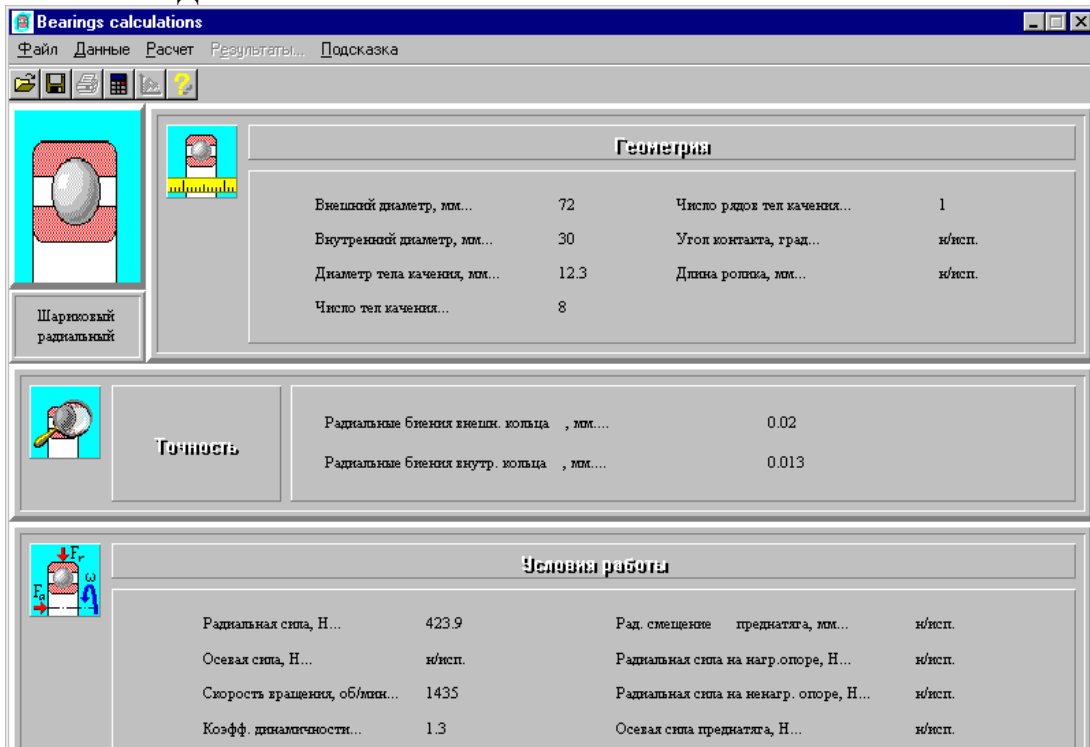 Bearings calculations
Файл Данные Расчет Результаты... Подсказка
Геометрия
Внешний диаметр, мм... 72 Число рядов тел качения... 1
Внутренний диаметр, мм... 30 Угол контакта, град... н/исп.
Диаметр тела качения, мм... 12.3 Длина ролика, мм... н/исп.
Число тел качения... 8
Шариковый
радиальный
Точность
Радиальные биения внешн. кольца , мм.... 0.02
Радиальные биения внутр. кольца , мм.... 0.013
Fr
ω
Fa
Условия работы
Радиальная сила, Н... 423.9 Рад. смещение преднатяга, мм... н/исп.
Осевая сила, Н... н/исп. Радиальная сила на нагр.опоре, Н... н/исп.
Скорость вращения, об/мин... 1435 Радиальная сила на ненагр. опоре, Н... н/исп.
Коэфф. динамичности... 1.3 Осевая сила преднатяга, Н... н/исп.